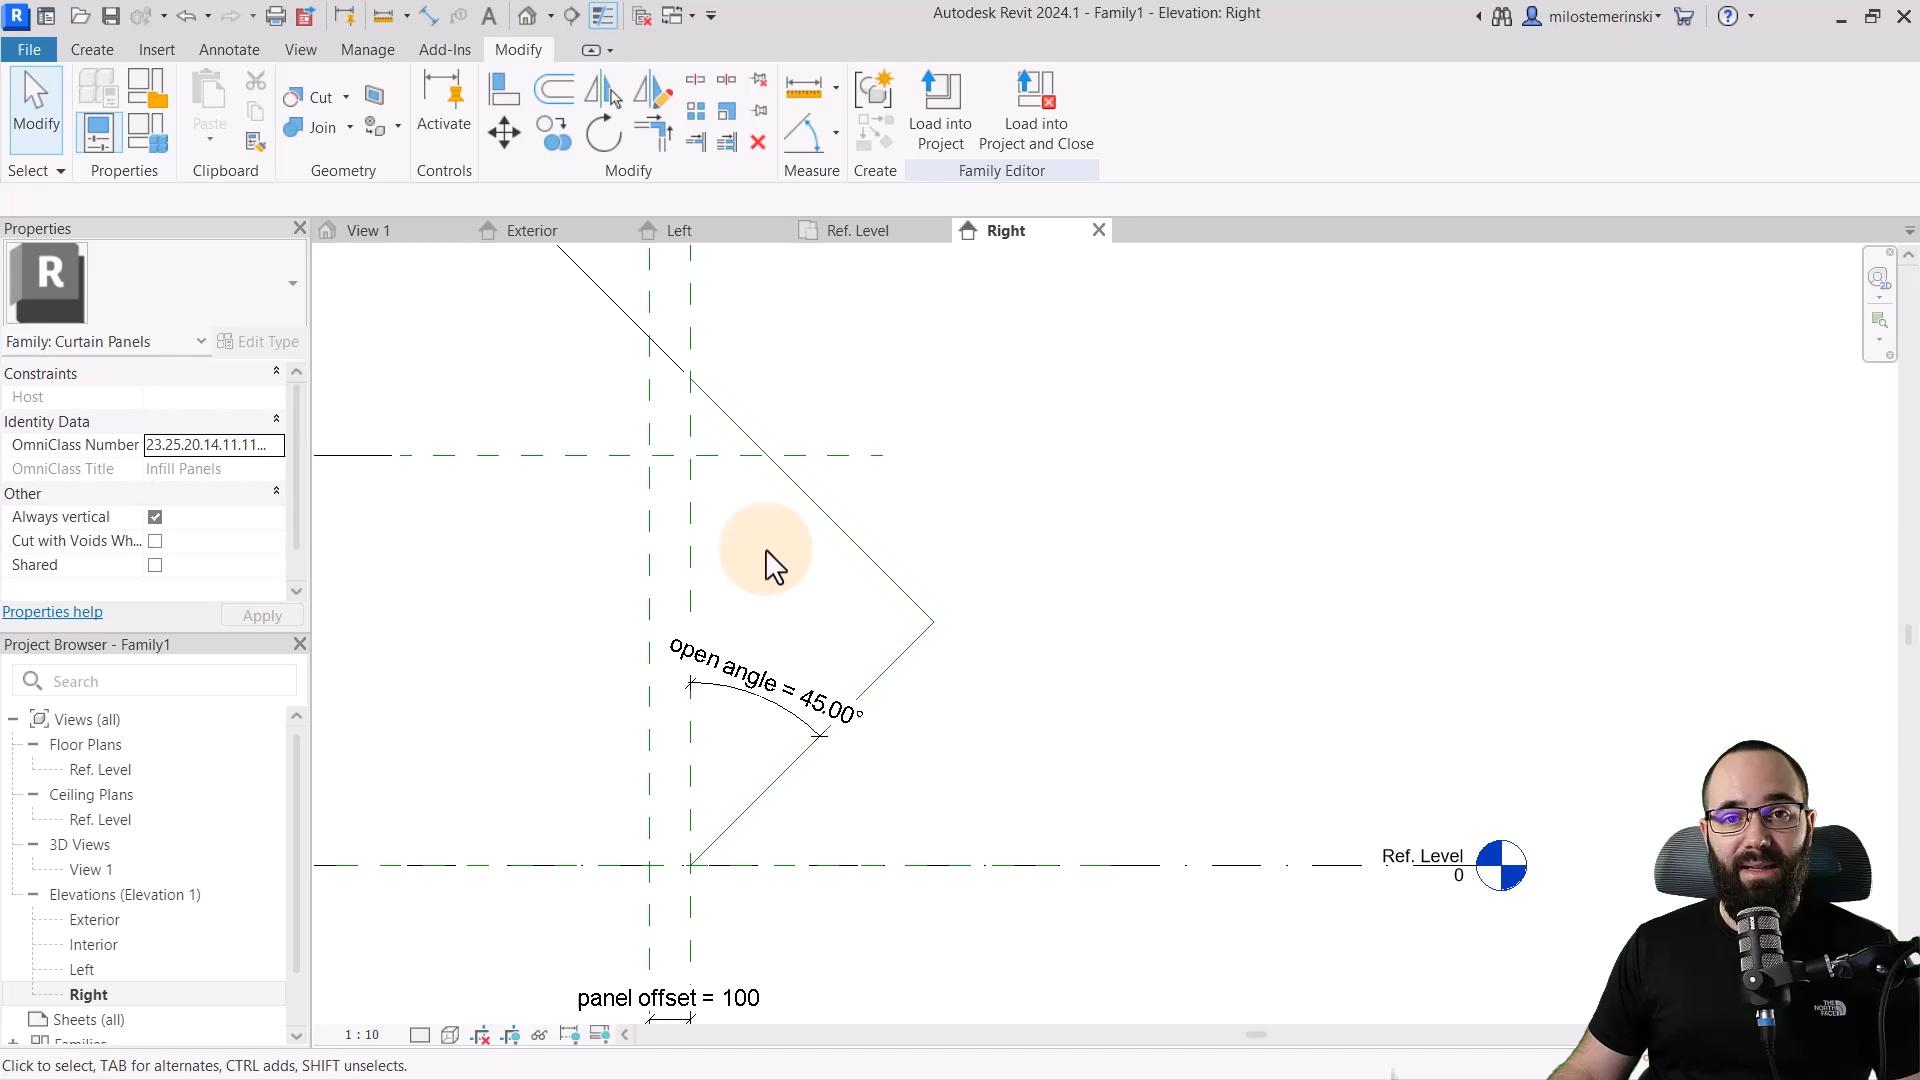 Autodesk Revit 2024.1 - Family1 - Elevation: Right
milostemerinski
File
Create
Insert
Annotate
View
Manage
Add-Ins
Modify
Modify
Paste
Cut
Join
Activate
Load into
Project
Load into
Project and Close
Select
Properties
Clipboard
Geometry
Controls
Modify
Measure
Create
Family Editor
Properties
View 1
Exterior
Left
Ref. Level
Right
R
Family: Curtain Panels
Edit Type
Constraints
Host
Identity Data
OmniClass Number
23.25.20.14.11.11...
OmniClass Title
Infill Panels
Other
Always vertical
Cut with Voids Wh...
Shared
Properties help
Apply
Project Browser - Family1
Search
Views (all)
Floor Plans
Ref. Level
Ceiling Plans
Ref. Level
3D Views
View 1
Elevations (Elevation 1)
Exterior
Interior
Left
Right
Sheets (all)
Families
open angle = 45.00°
Ref. Level
0
panel offset = 100
1 : 10
Click to select, TAB for alternates, CTRL adds, SHIFT unselects.
THE
NORTH
FACE
2D